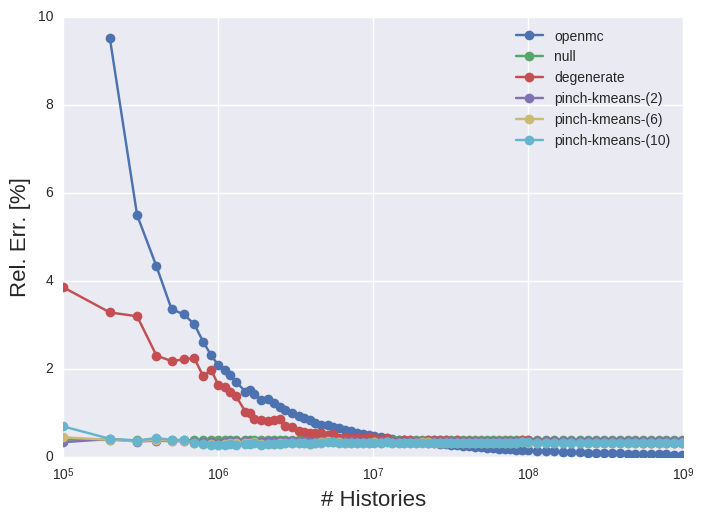 10
8
6
4
2
0
Rel. Err. [%]
openmc
null
degenerate
pinch-kmeans-(2)
pinch-kmeans-(6)
pinch-kmeans-(10)
10⁵ 10⁶ 10⁷ 10⁸ 10⁹
# Histories